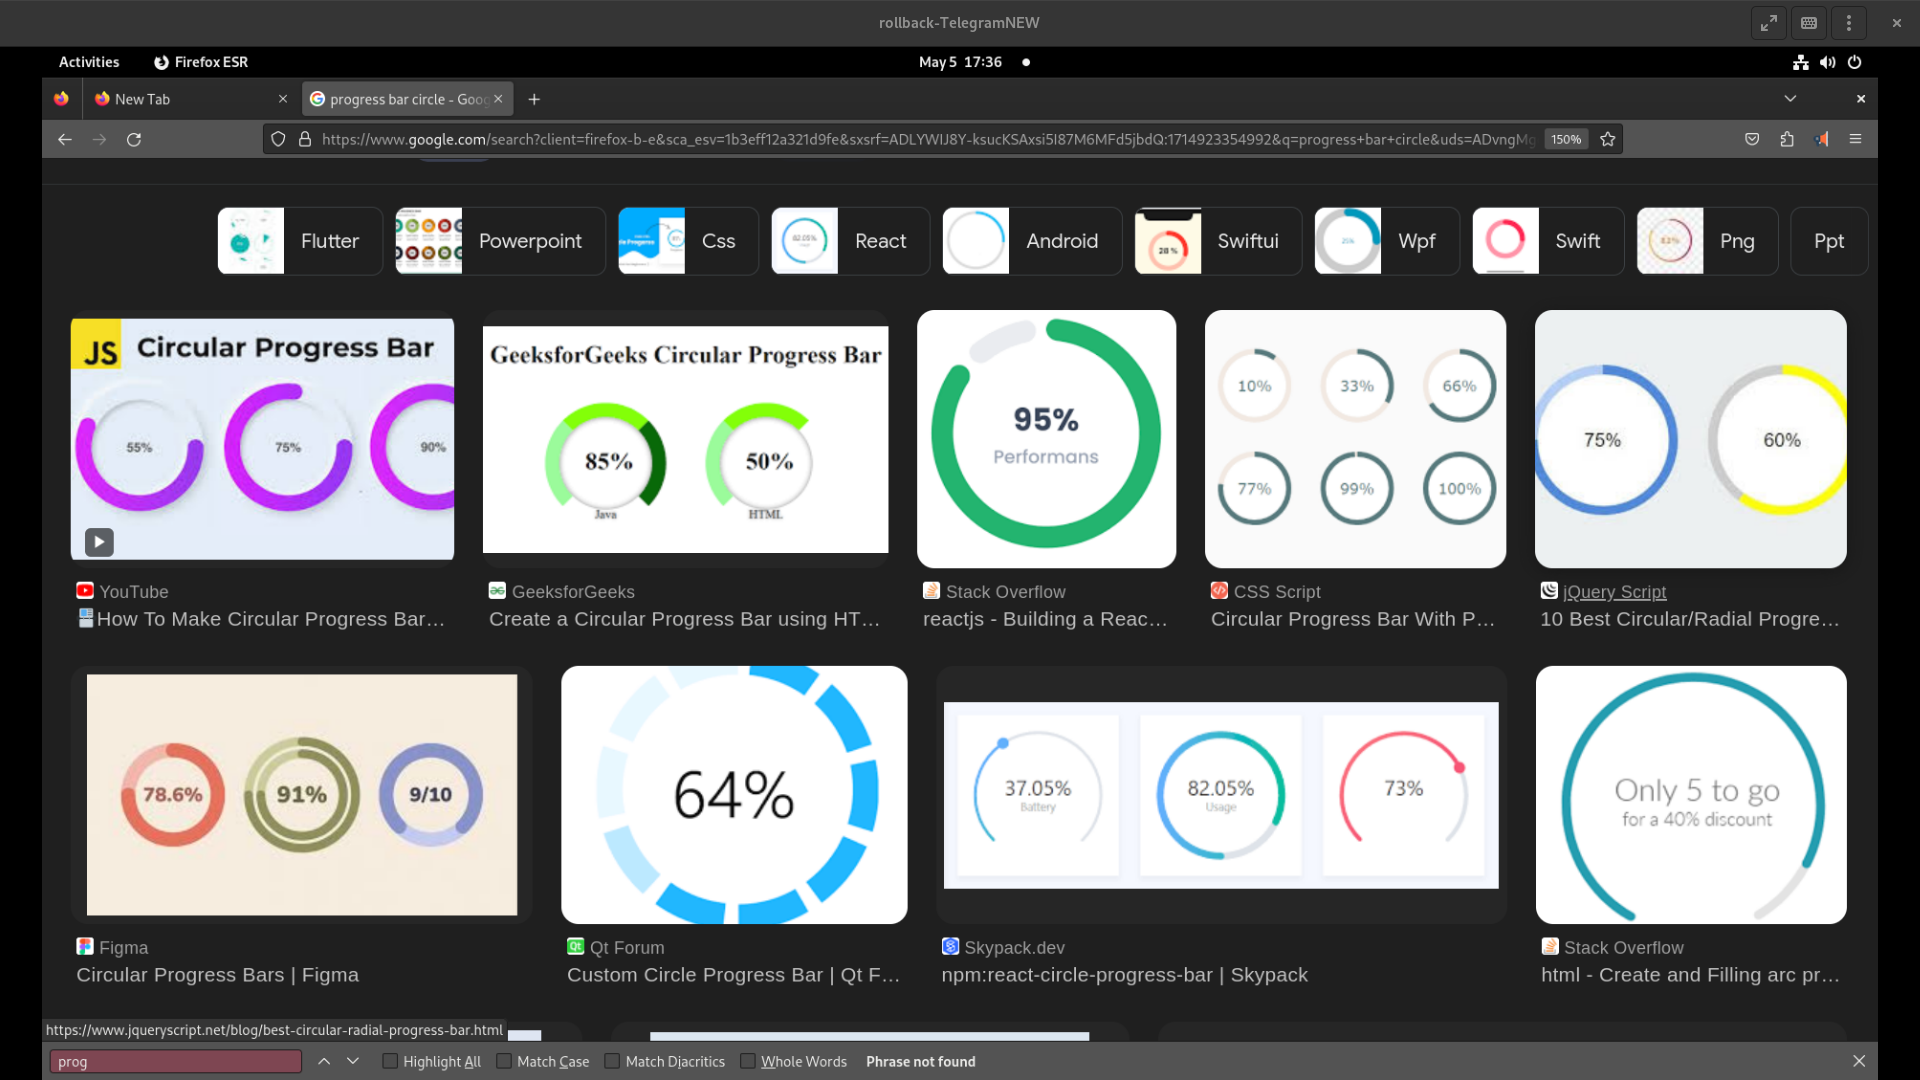 rollback-TelegramNEW
Activities
Firefox ESR
May 5 17:36
New Tab
progress bar circle - Goog
https://www.google.com/search?client=firefox-b-e&sca_esv=1b3eff12a321d9fe&sxsrf=ADLYWIJ8Y-ksucKSAxsi5I87M6MFd5jbdQ:1714923354992&q=progress+bar+circle&uds=ADvngMg
150%
Flutter
Powerpoint
Css
React
Android
28 %
Swiftui
Wpf
Swift
Png
Ppt
JS Circular Progress Bar
55%
75%
90%
GeeksforGeeks Circular Progress Bar
85%
50%
Java
HTML
95%
Performans
10%
33%
66%
77%
99%
100%
75%
60%
YouTube
How To Make Circular Progress Bar...
GeeksforGeeks
Create a Circular Progress Bar using HT...
Stack Overflow
reactjs - Building a Reac...
CSS Script
Circular Progress Bar With P...
jQuery Script
10 Best Circular/Radial Progre...
78.6%
91%
9/10
64%
37.05%
Battery
82.05%
Usage
73%
Only 5 to go
for a 40% discount
Figma
Circular Progress Bars | Figma
Qt Forum
Custom Circle Progress Bar | Qt F...
Skypack.dev
npm:react-circle-progress-bar | Skypack
Stack Overflow
html - Create and Filling arc pr...
https://www.jqueryscript.net/blog/best-circular-radial-progress-bar.html
prog
Highlight All
Match Case
Match Diacritics
Whole Words
Phrase not found